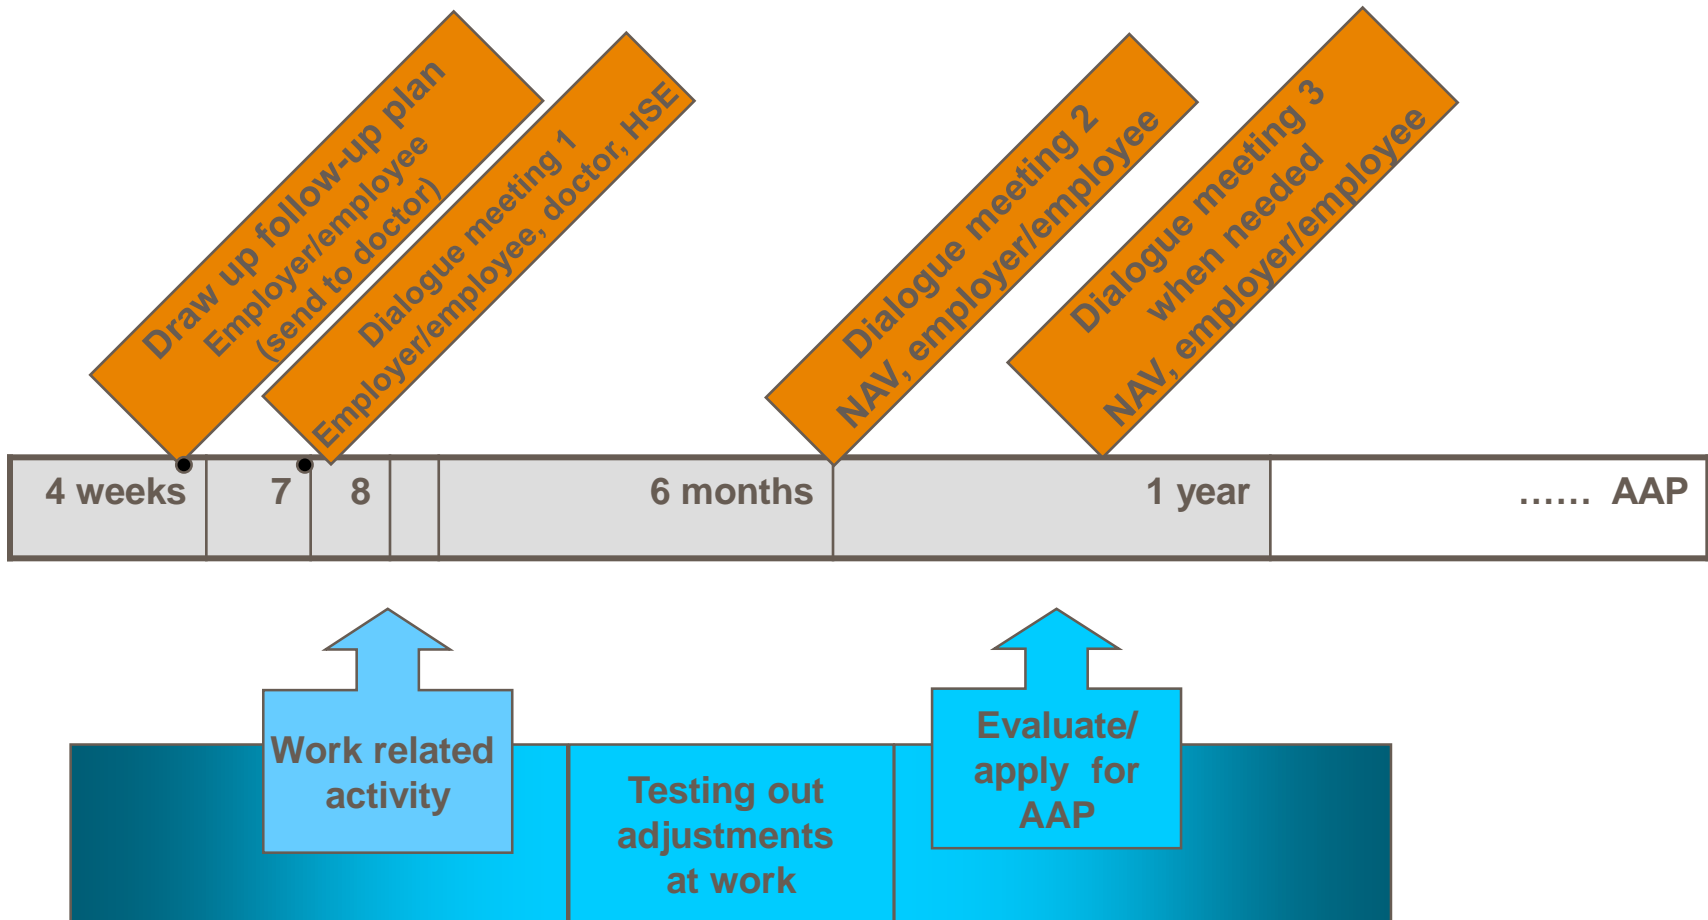 Draw up follow-up plan
Employer/employee
(send to doctor)
Dialogue meeting 1
Employer/employee, doctor, HSE
Dialogue meeting 2
NAV, employer/employee
Dialogue meeting 3
when needed
NAV, employer/employee
4 weeks
7
8
6 months
1 year
...... AAP
Work related
activity
Testing out
adjustments
at work
Evaluate/
apply for
AAP